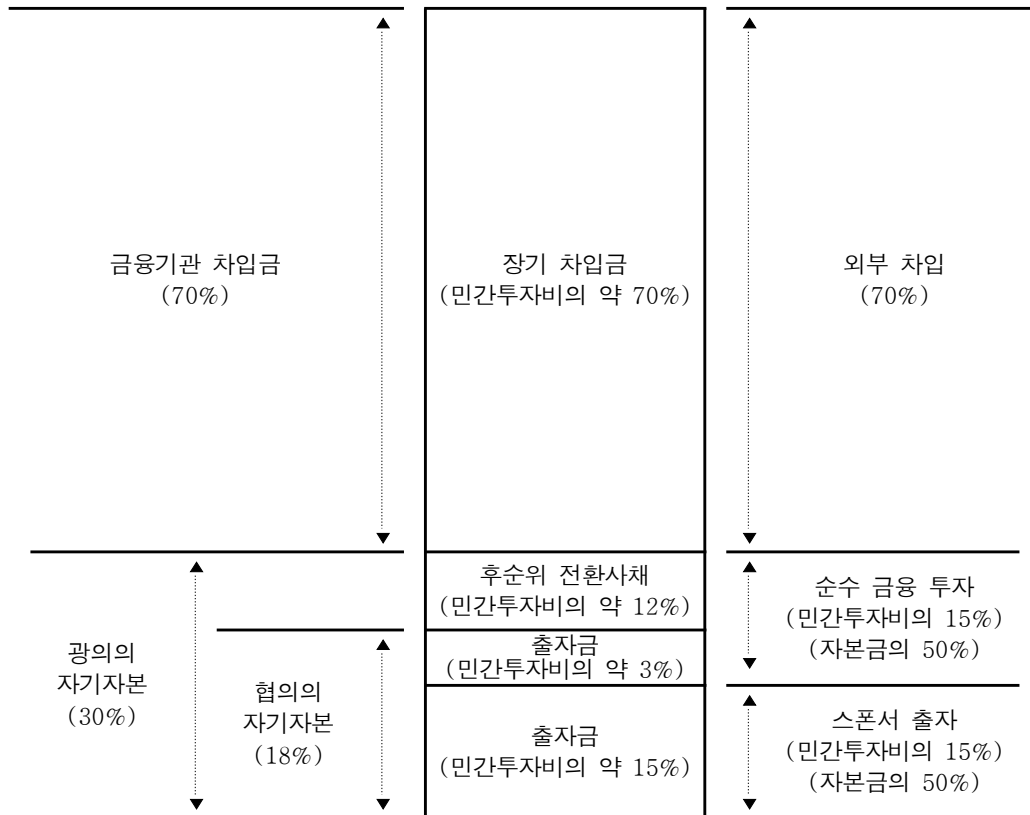 금융기관 차입금
(70%)
장기 차입금
(민간투자비의 약 70%)
외부 차입
(70%)
후순위 전환사채
(민간투자비의 약 12%)
순수 금융 투자
(민간투자비의 15%)
(자본금의 50%)
광의의
자기자본
(30%)
출자금
(민간투자비의 약 3%)
협의의
자기자본
(18%)
출자금
(민간투자비의 약 15%)
스폰서 출자
(민간투자비의 15%)
(자본금의 50%)